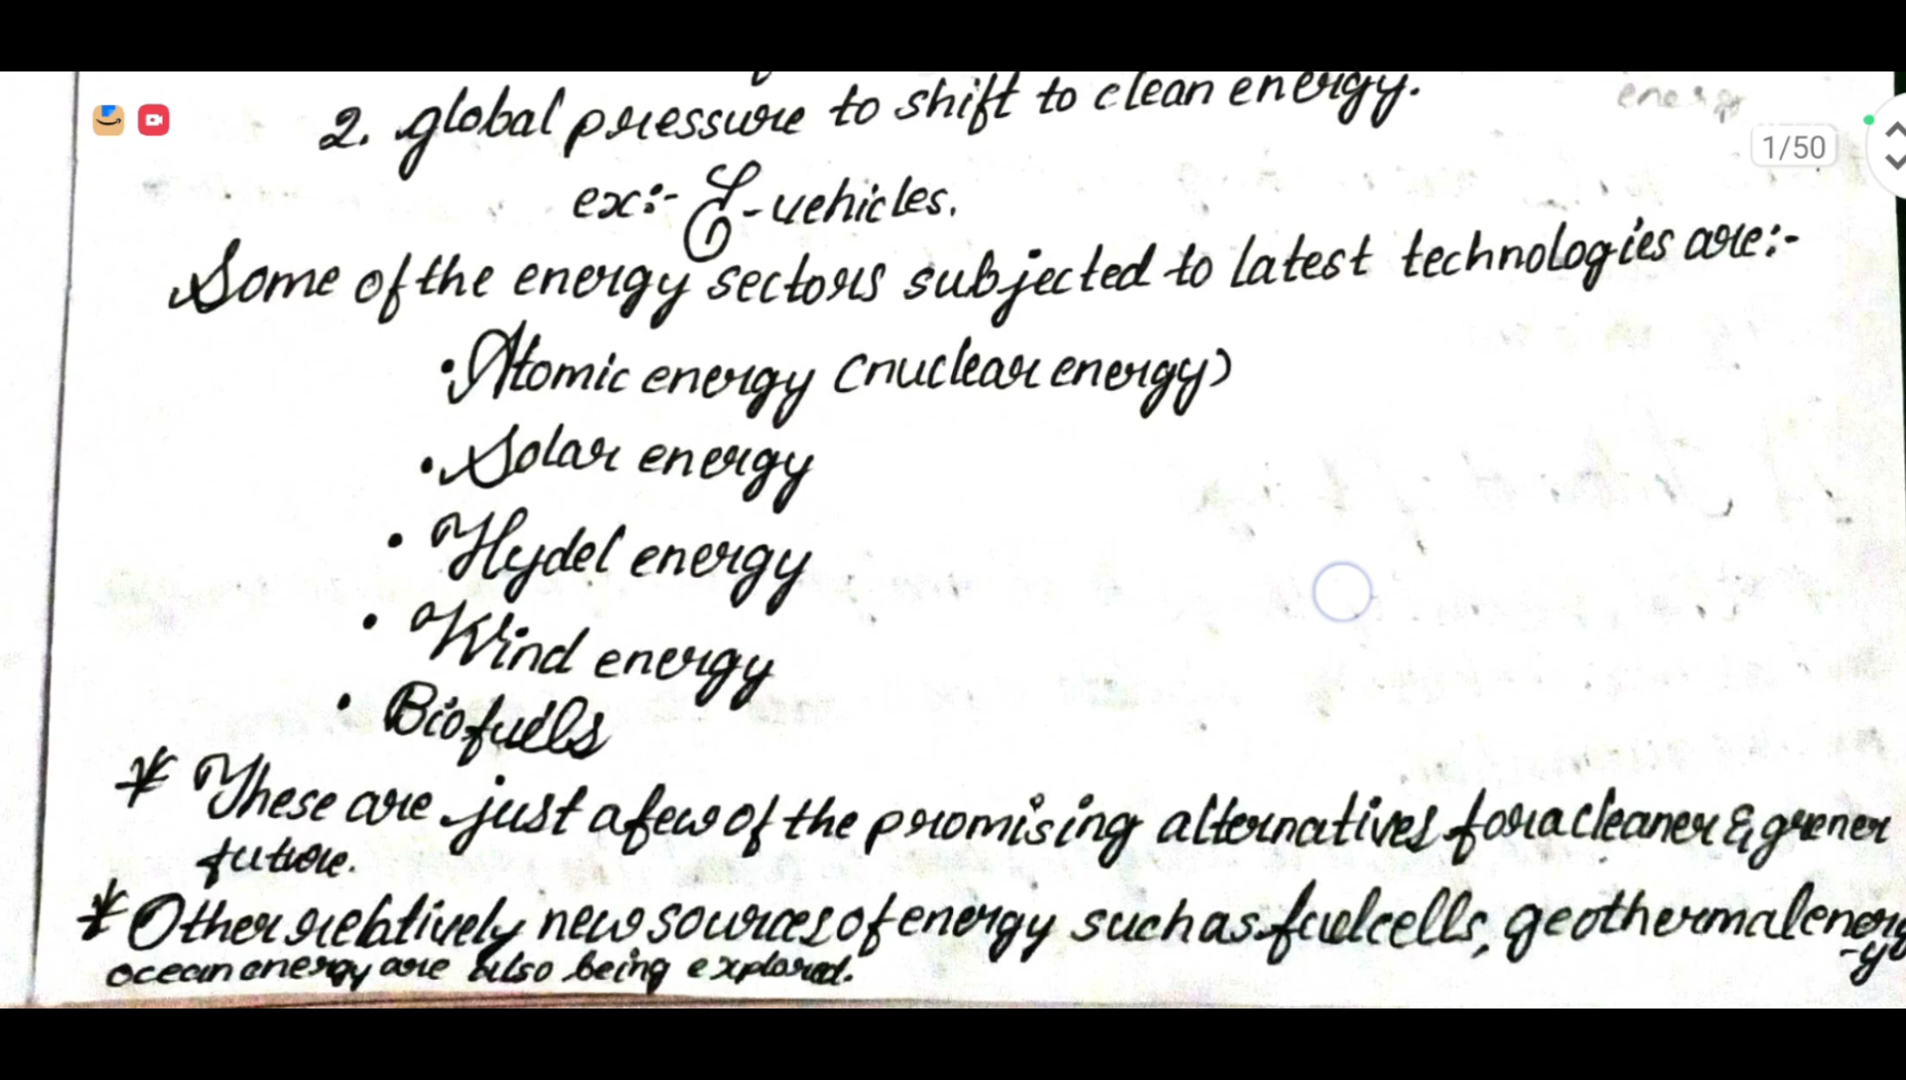 energy
2. global pressure to shift to clean energy.
1/50
ex:- E-vehicles.
Some of the energy sectors subjected to latest technologies are:-
• Atomic energy (nuclear energy)
• Solar energy
• Hydel energy
• Wind energy
• Biofuels
* These are just a few of the promising alternatives for a cleaner & greener
future.
* Other relatively new sources of energy such as fuelcells, geothermal energ
-y
ocean energy are also being explored.